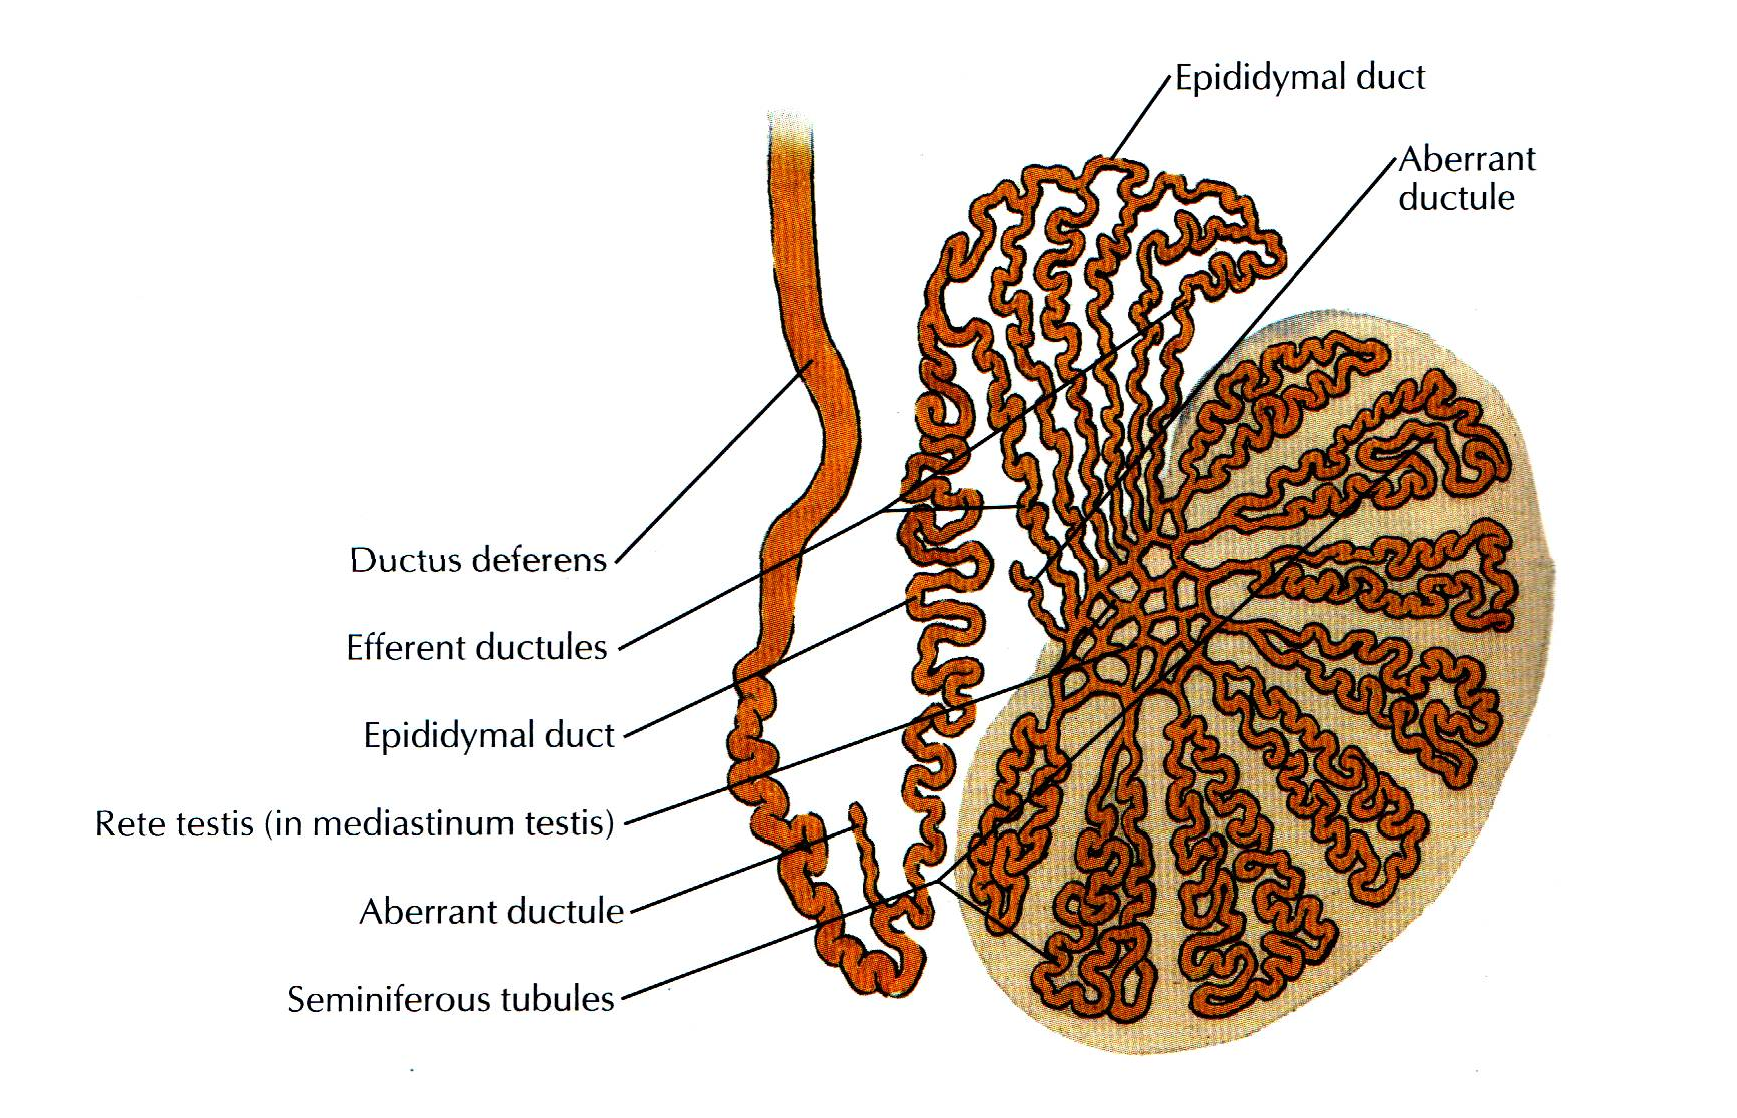 Epididymal duct
Aberrant
ductule
Ductus deferens
Efferent ductules
Epididymal duct
Rete testis (in mediastinum testis)
Aberrant ductule
Seminiferous tubules